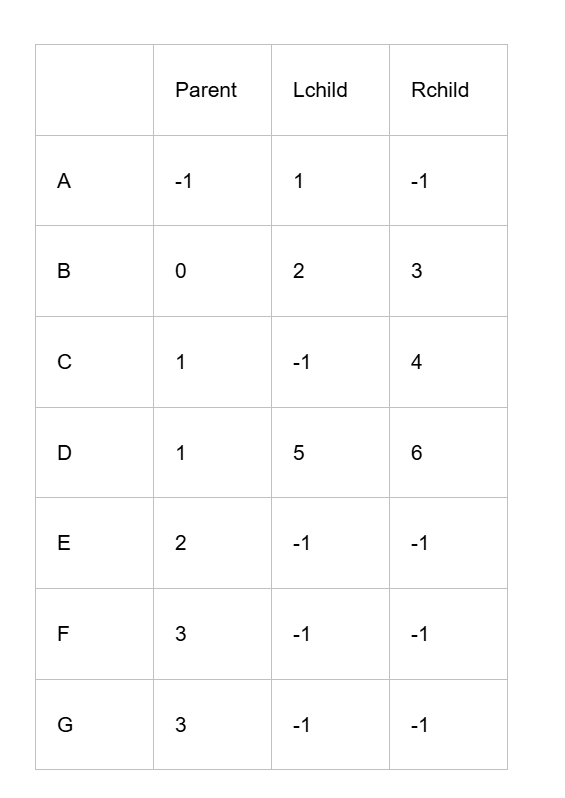 Parent Lchild Rchild
A -1 1 -1
B 0 2 3
C 1 -1 4
D 1 5 6
E 2 -1 -1
F 3 -1 -1
G 3 -1 -1